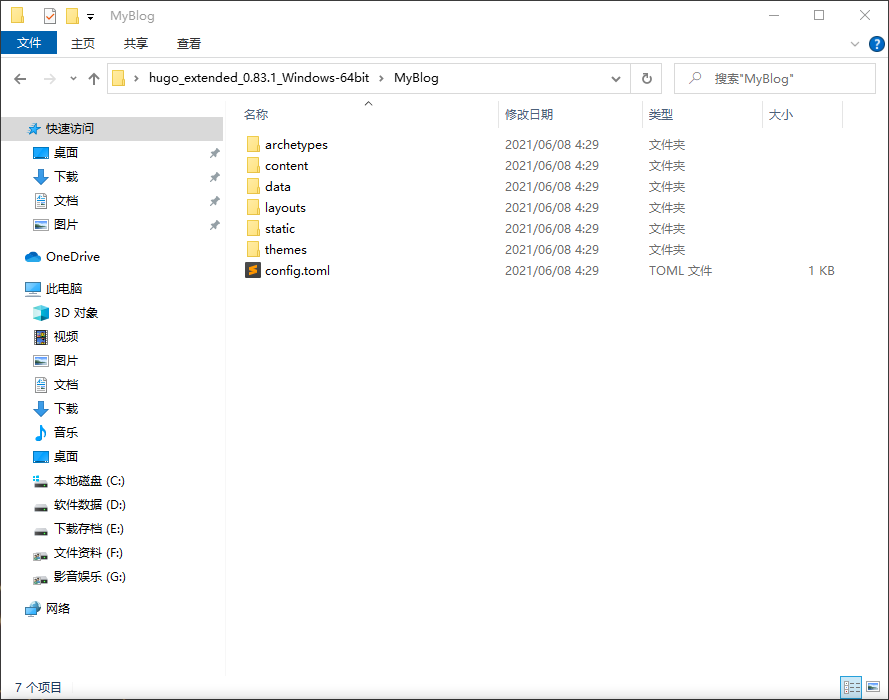 MyBlog
文件 主页 共享 查看
hugo_extended_0.83.1_Windows-64bit › MyBlog 搜索"MyBlog"
名称 修改日期 类型 大小
快速访问
桌面
下载
文档
图片
OneDrive
此电脑
3D 对象
视频
图片
文档
下载
音乐
桌面
本地磁盘 (C:)
软件数据 (D:)
下载存档 (E:)
文件资料 (F:)
影音娱乐 (G:)
网络
archetypes 2021/06/08 4:29 文件夹
content 2021/06/08 4:29 文件夹
data 2021/06/08 4:29 文件夹
layouts 2021/06/08 4:29 文件夹
static 2021/06/08 4:29 文件夹
themes 2021/06/08 4:29 文件夹
config.toml 2021/06/08 4:29 TOML 文件 1 KB
7 个项目